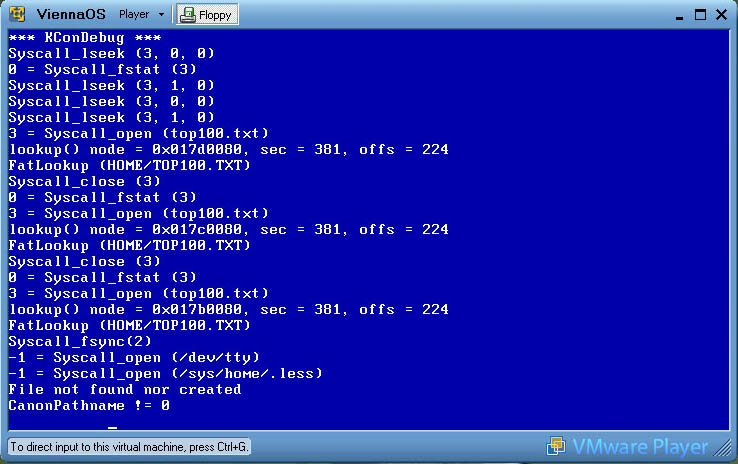 ViennaOS Player Floppy
*** KConDebug ***
Syscall_lseek (3, 0, 0)
0 = Syscall_fstat (3)
Syscall_lseek (3, 1, 0)
Syscall_lseek (3, 0, 0)
Syscall_lseek (3, 1, 0)
3 = Syscall_open (top100.txt)
lookup() node = 0x017d0080, sec = 381, offs = 224
FatLookup (HOME/TOP100.TXT)
Syscall_close (3)
0 = Syscall_fstat (3)
3 = Syscall_open (top100.txt)
lookup() node = 0x017c0080, sec = 381, offs = 224
FatLookup (HOME/TOP100.TXT)
Syscall_close (3)
0 = Syscall_fstat (3)
3 = Syscall_open (top100.txt)
lookup() node = 0x017b0080, sec = 381, offs = 224
FatLookup (HOME/TOP100.TXT)
Syscall_fsync(2)
-1 = Syscall_open (/dev/tty)
-1 = Syscall_open (/sys/home/.less)
File not found nor created
CanonPathname != 0
To direct input to this virtual machine, press Ctrl+G.
VMware Player